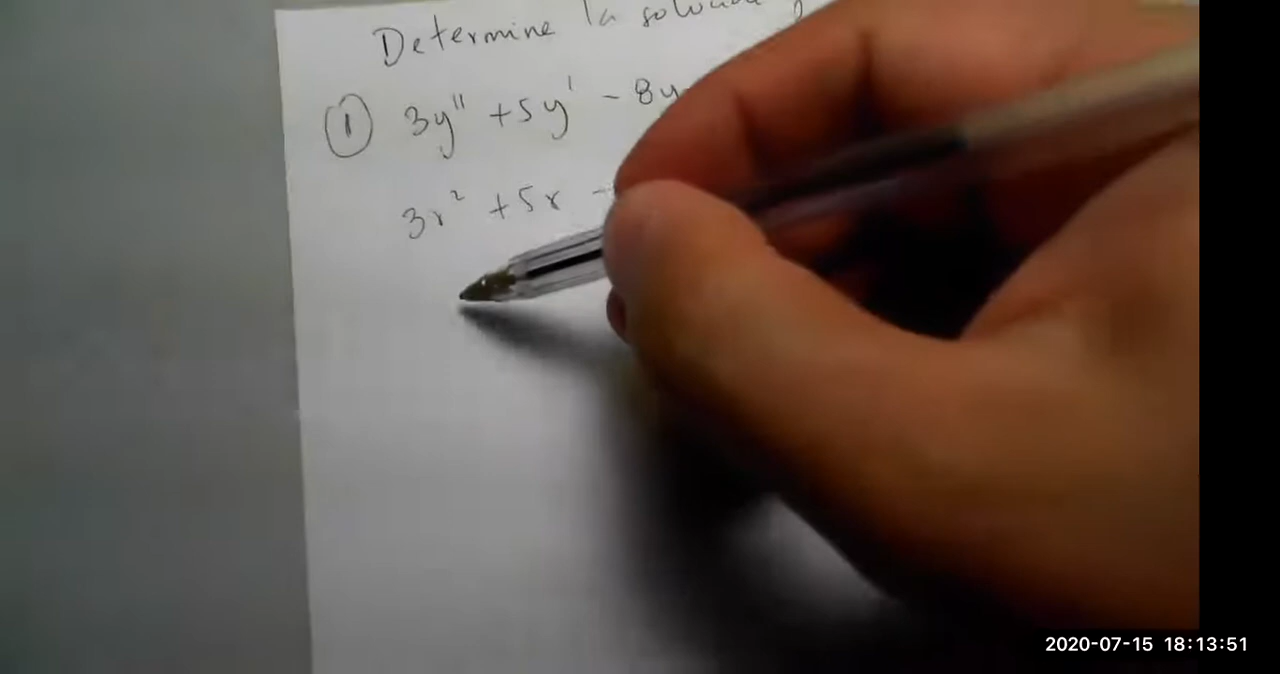 Determine la
① 3y'' + 5y' - 8y
3r² + 5r -
2020-07-15 18:13:51